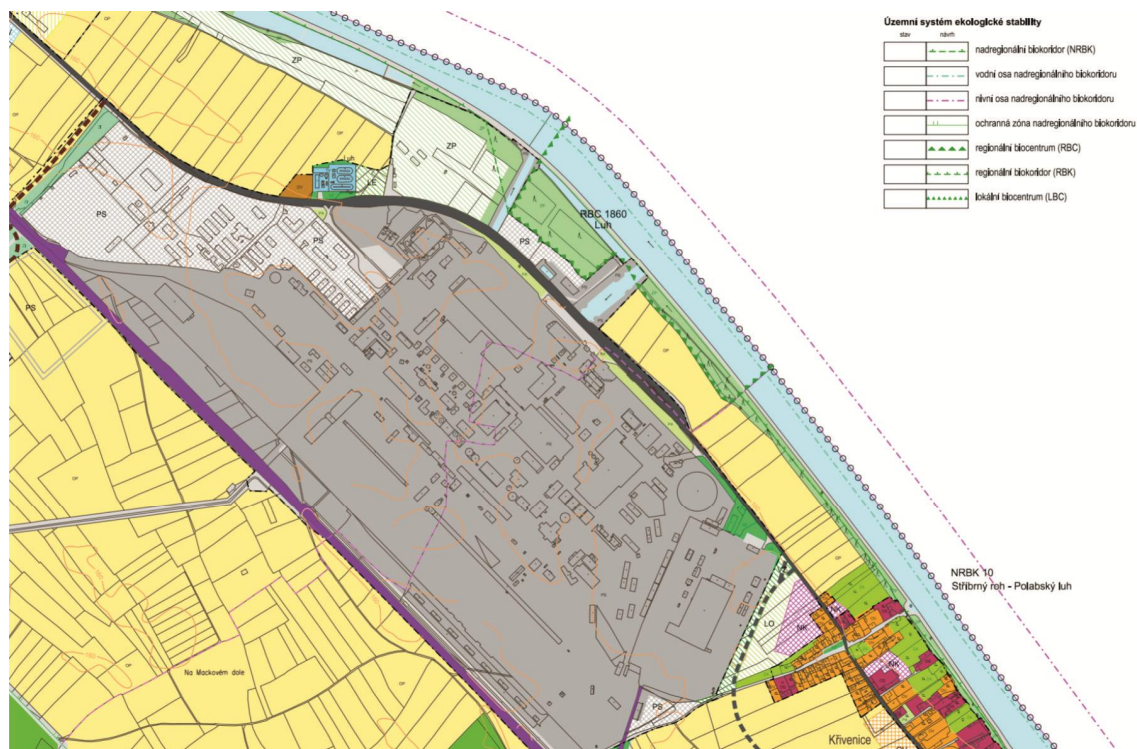 Územní systém ekologické stability
stav návrh
nadregionální biokoridor (NRBK)
vodní osa nadregionálního biokoridoru
nivní osa nadregionálního biokoridoru
ochranná zóna nadregionálního biokoridoru
regionální biocentrum (RBC)
regionální biokoridor (RBK)
lokální biocentrum (LBC)
ZP
ZP
Luh
LE
PS
PS
RBC 1860
Luh
PS
PS
NRBK 10
Stříbrný roh - Polabský luh
LO
NK
NK
NK
Na Mackovém dole
PS
Křivenice